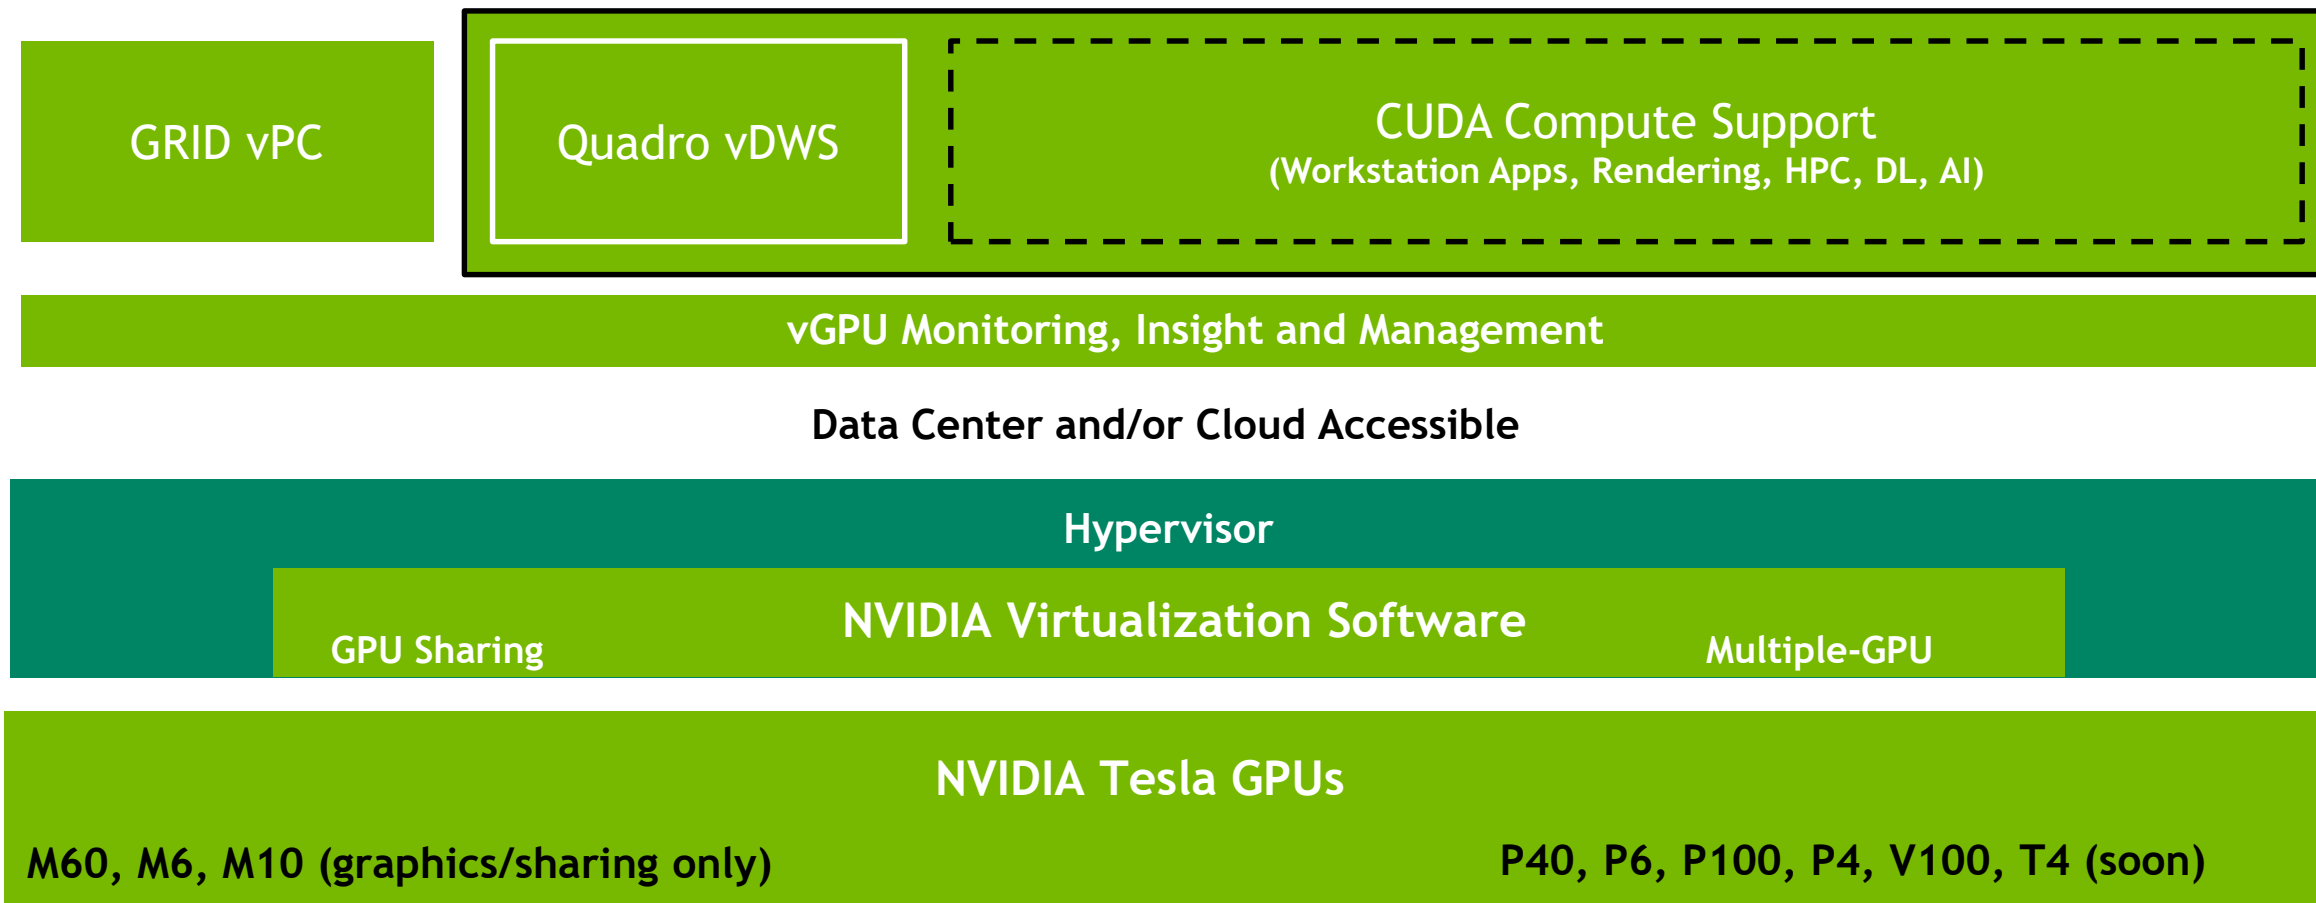 GRID vPC
Quadro vDWS
CUDA Compute Support
(Workstation Apps, Rendering, HPC, DL, AI)
vGPU Monitoring, Insight and Management
Data Center and/or Cloud Accessible
Hypervisor
NVIDIA Virtualization Software
GPU Sharing
Multiple-GPU
NVIDIA Tesla GPUs
M60, M6, M10 (graphics/sharing only)
P40, P6, P100, P4, V100, T4 (soon)